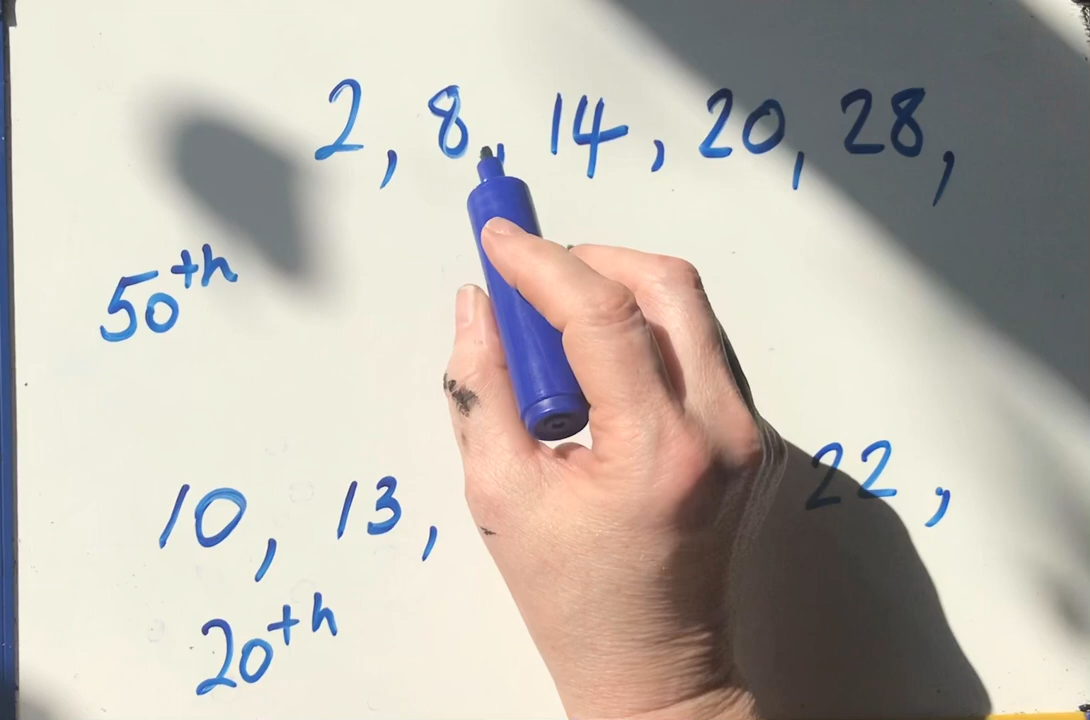 2, 8, 14, 20, 28,
50th
10, 13, 22,
20th